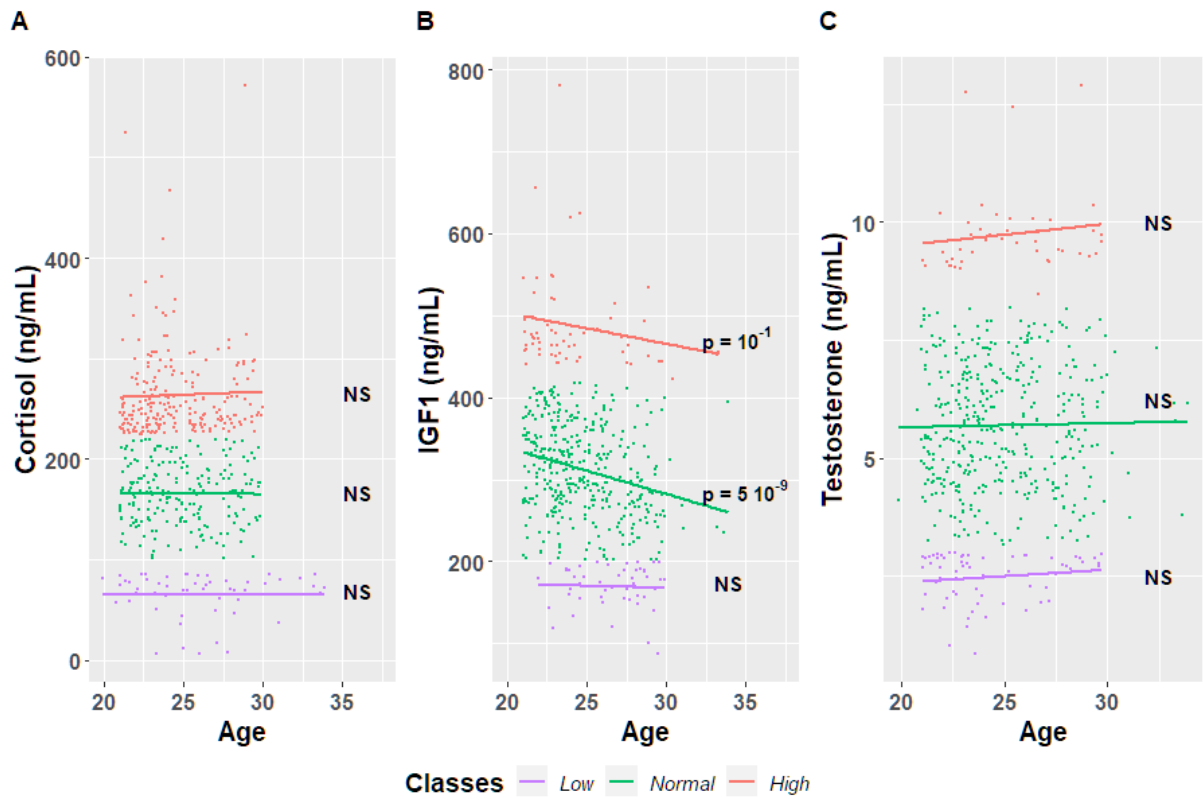 A
B
C
Cortisol (ng/mL)
600
400
200
0
NS
NS
NS
20
25
30
35
Age
IGF1 (ng/mL)
800
600
400
200
p = 10⁻¹
p = 5 10⁻⁹
NS
20
25
30
35
Age
Testosterone (ng/mL)
10
5
NS
NS
NS
20
25
30
Age
Classes Low Normal High